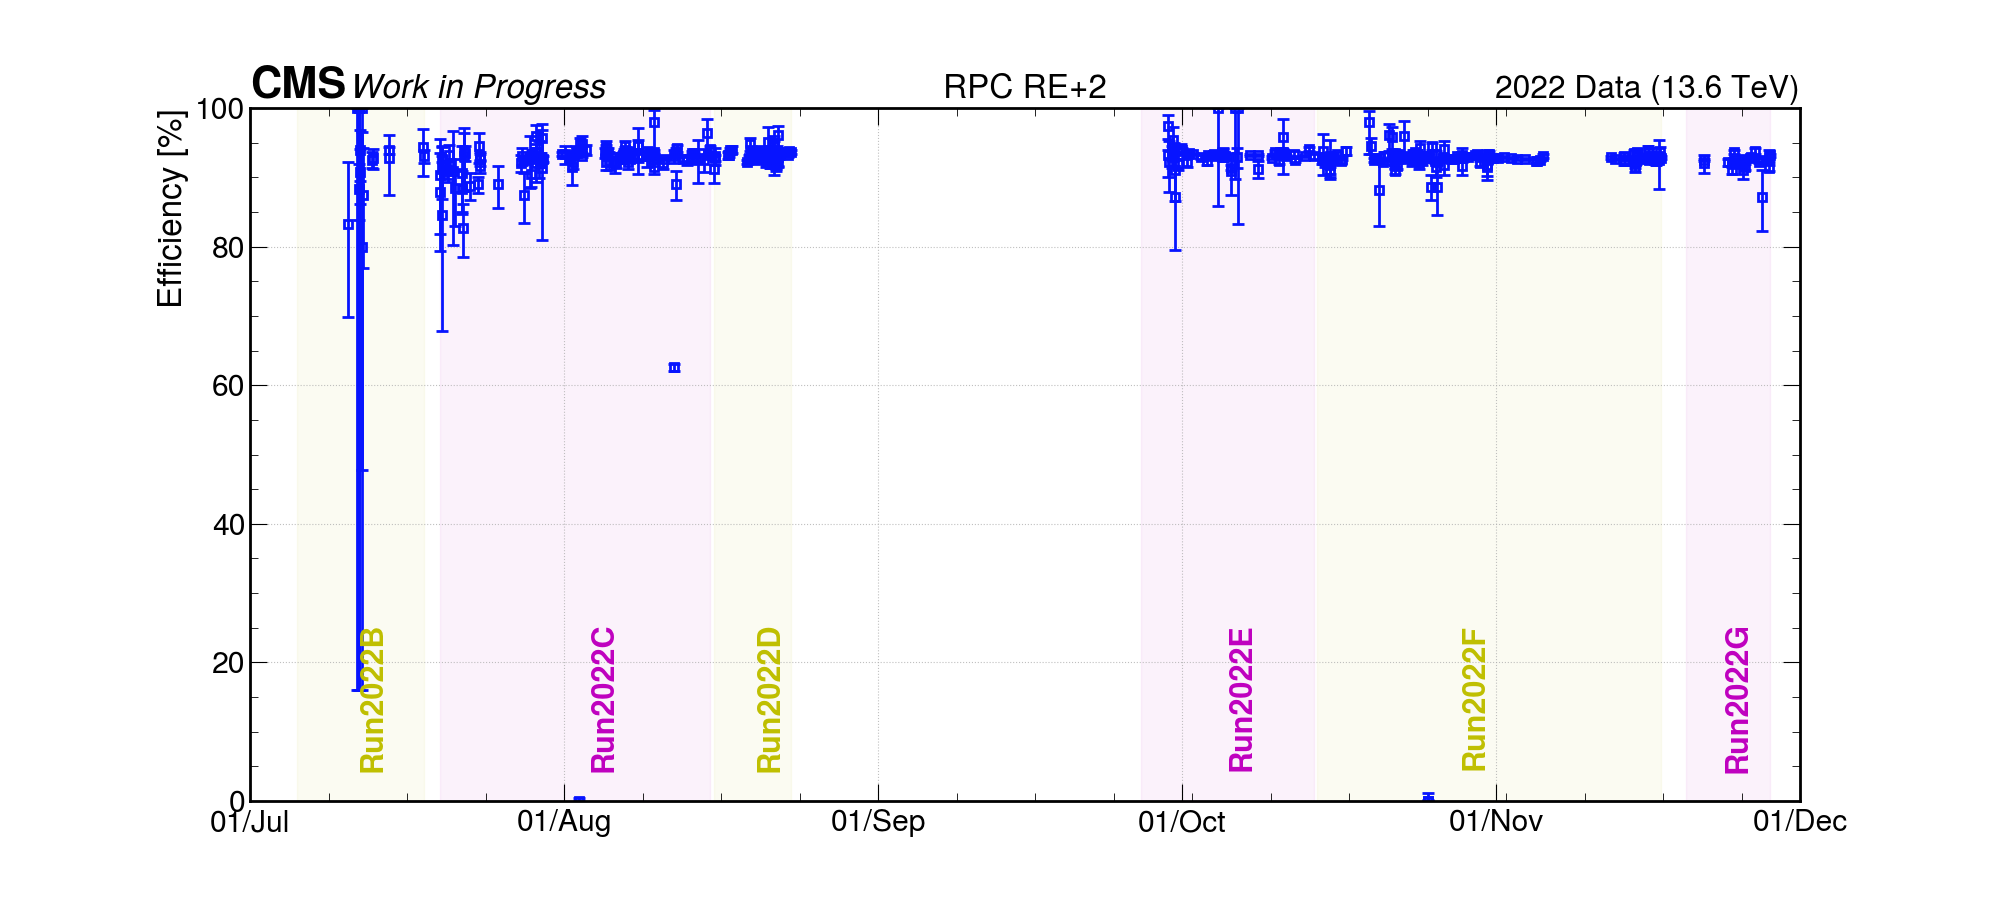 CMS Work in Progress RPC RE+2 2022 Data (13.6 TeV)
Efficiency [%]
100
80
60
40
20
0
Run2022B Run2022C Run2022D Run2022E Run2022F Run2022G
01/Jul 01/Aug 01/Sep 01/Oct 01/Nov 01/Dec